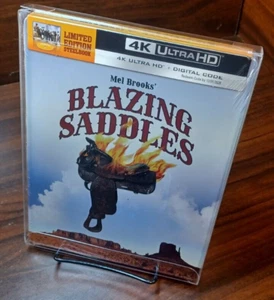 LIMITED
EDITION
STEELBOOK
4K ULTRA HD
4K ULTRA HD + DIGITAL CODE
Mel Brooks'
BLAZING
SADDLES